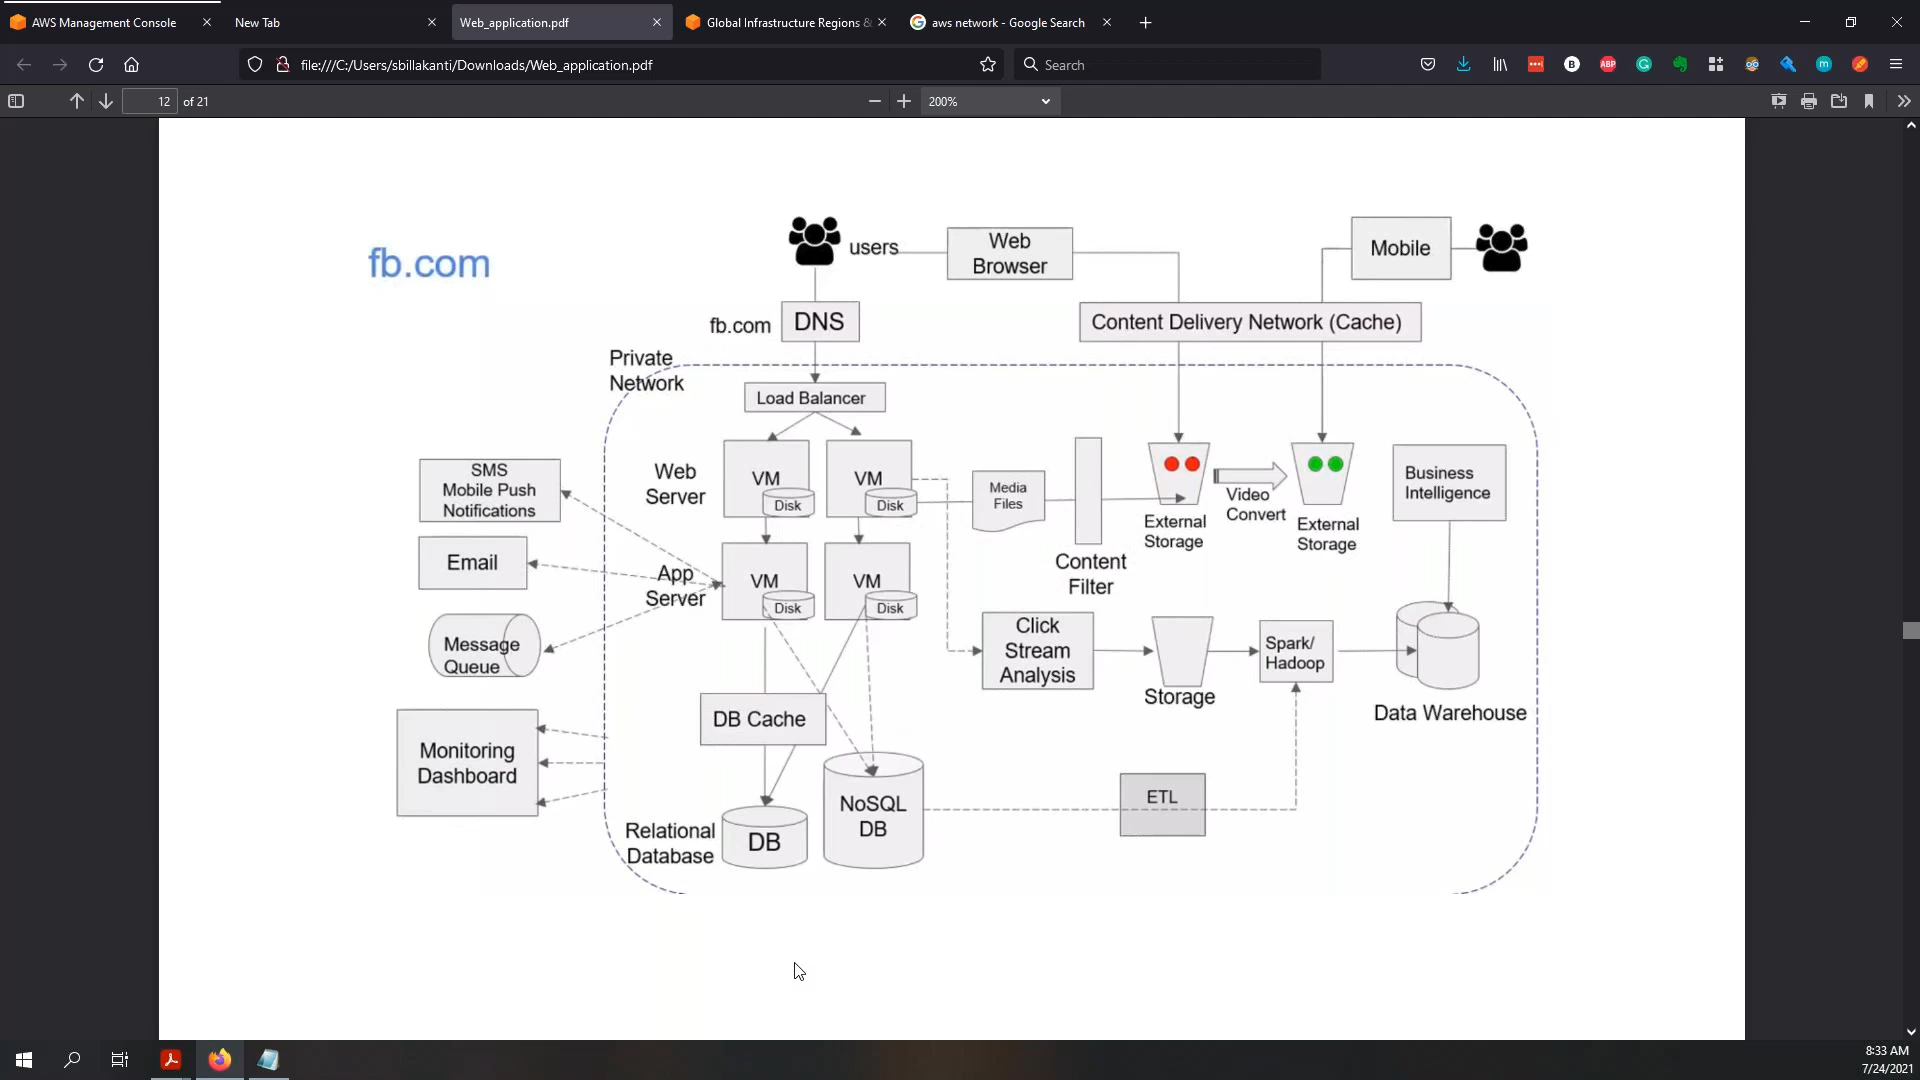 AWS Management Console
New Tab
Web_application.pdf
Global Infrastructure Regions &
aws network - Google Search
file:///C:/Users/sbillakanti/Downloads/Web_application.pdf
Search
ABP
12 of 21
200%
fb.com
users
Web
Browser
Mobile
fb.com
DNS
Content Delivery Network (Cache)
Private
Network
Load Balancer
Web
Server
VM
Disk
VM
Disk
Media
Files
Content
Filter
External
Storage
Video
Convert
External
Storage
Business
Intelligence
SMS
Mobile Push
Notifications
Email
Message
Queue
App
Server
VM
Disk
VM
Disk
Click
Stream
Analysis
Storage
Spark/
Hadoop
Data Warehouse
Monitoring
Dashboard
DB Cache
Relational
Database
DB
NoSQL
DB
ETL
8:33 AM
7/24/2021